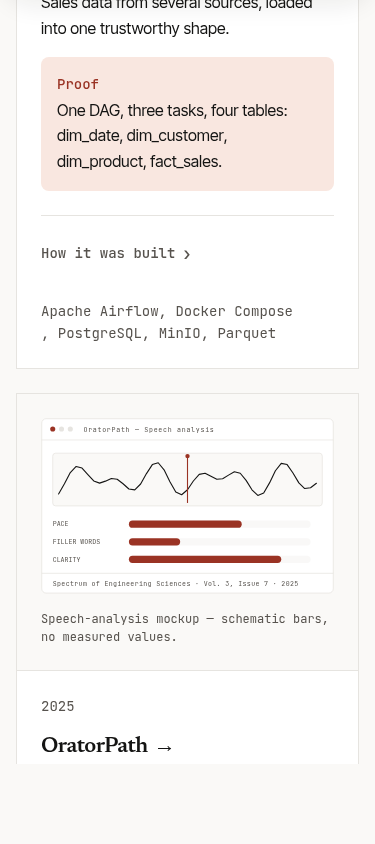 Sales data from several sources, loaded
into one trustworthy shape.
Proof
One DAG, three tasks, four tables:
dim_date, dim_customer,
dim_product, fact_sales.
How it was built ›
Apache Airflow, Docker Compose
, PostgreSQL, MinIO, Parquet
OratorPath — Speech analysis
PACE
FILLER WORDS
CLARITY
Spectrum of Engineering Sciences · Vol. 3, Issue 7 · 2025
Speech-analysis mockup — schematic bars,
no measured values.
2025
OratorPath →